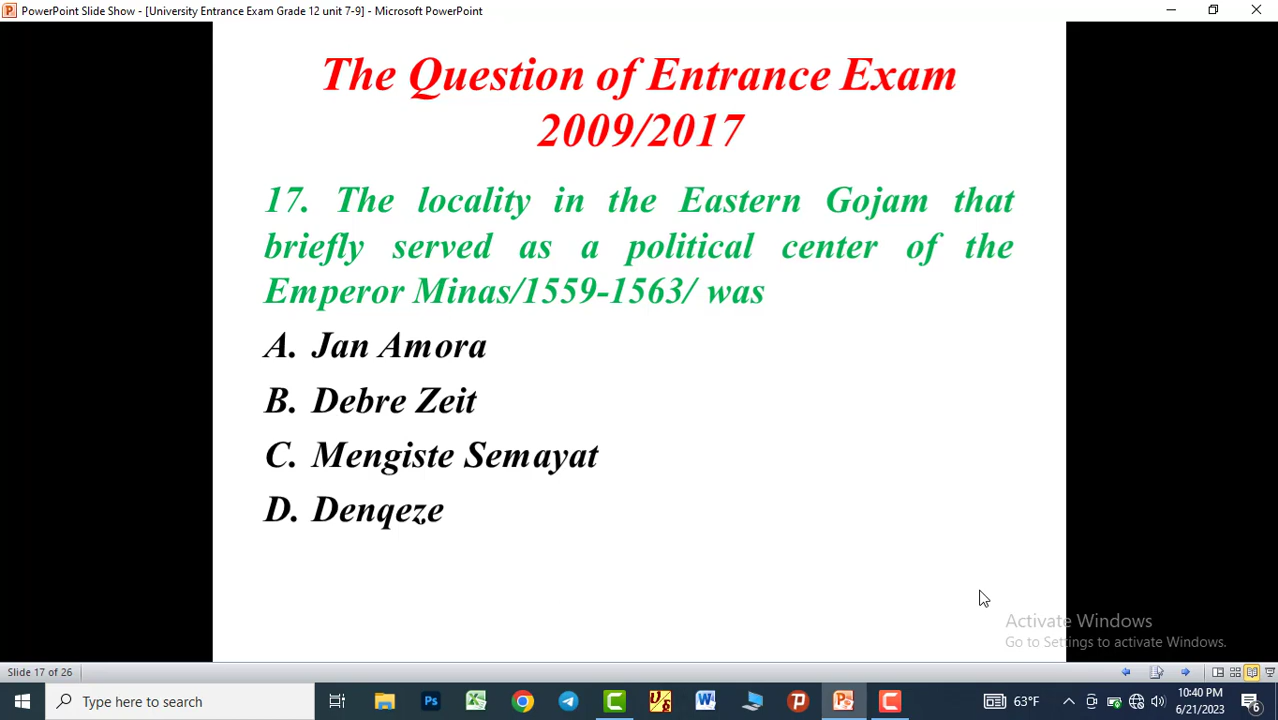 PowerPoint Slide Show - [University Entrance Exam Grade 12 unit 7-9] - Microsoft PowerPoint
The Question of Entrance Exam
2009/2017
17. The locality in the Eastern Gojam that
briefly served as a political center of the
Emperor Minas/1559-1563/ was
A. Jan Amora
B. Debre Zeit
C. Mengiste Semayat
D. Denqeze
Activate Windows
Go to Settings to activate Windows.
Slide 17 of 26
Type here to search
63°F
10:40 PM
6/21/2023
6